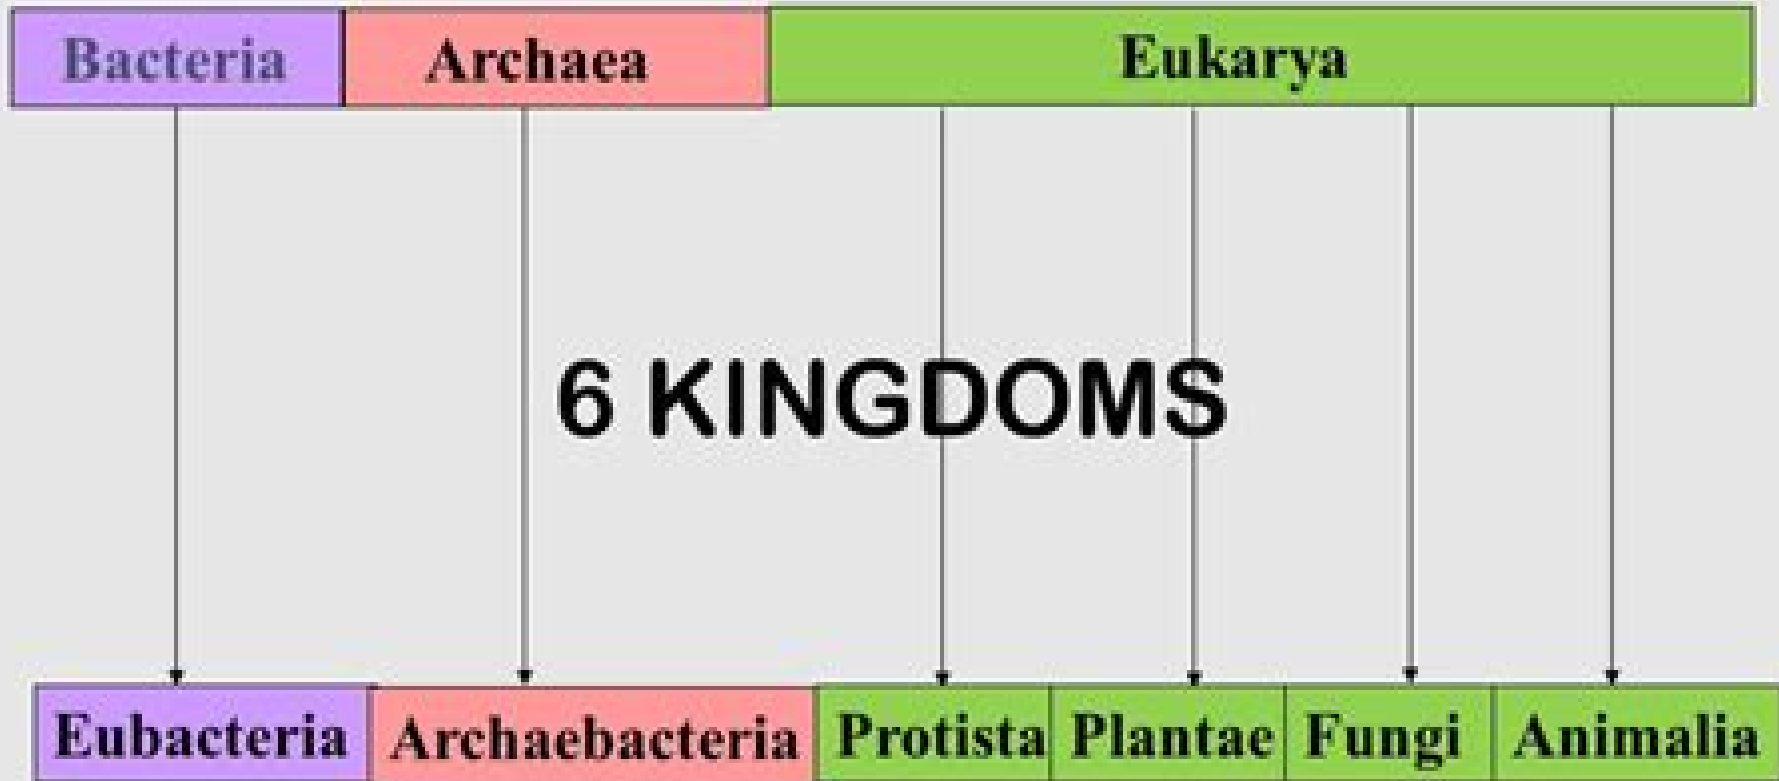 Bacteria Archaea Eukarya
6 KINGDOMS
Eubacteria Archaebacteria Protista Plantae Fungi Animalia